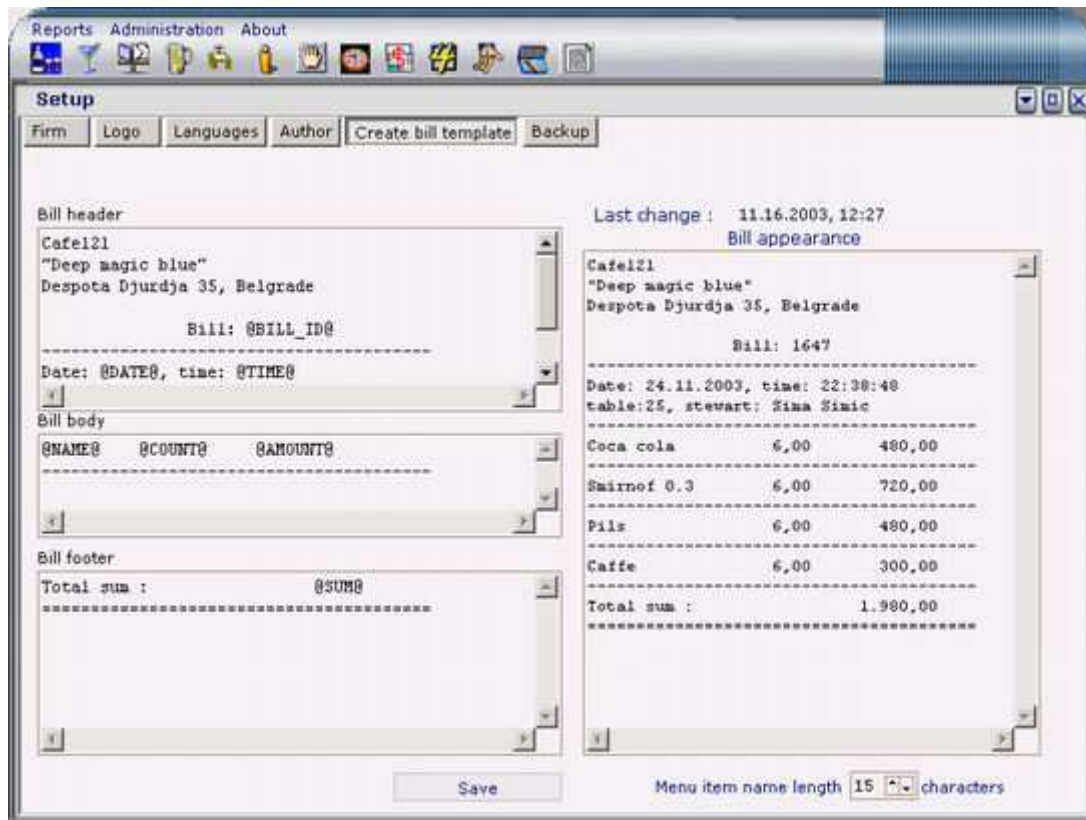 Reports Administration About
Setup
Firm Logo Languages Author Create bill template Backup
Bill header
Cafe121
"Deep magic blue"
Despota Djurdja 35, Belgrade
Bill: @BILL_ID@
----------------------------------------
Date: @DATE@, time: @TIME@
Bill body
@NAME@ @COUNT@ @AMOUNT@
----------------------------------------
Bill footer
Total sum : @SUM@
========================================
Save
Last change : 11.16.2003, 12:27
Bill appearance
Cafe121
"Deep magic blue"
Despota Djurdja 35, Belgrade
Bill: 1647
----------------------------------------
Date: 24.11.2003, time: 22:38:48
table:25, stewart: Sima Simic
----------------------------------------
Coca cola 6,00 480,00
----------------------------------------
Smirnof 0.3 6,00 720,00
----------------------------------------
Pils 6,00 480,00
----------------------------------------
Caffe 6,00 300,00
----------------------------------------
Total sum : 1.980,00
========================================
Menu item name length 15 characters